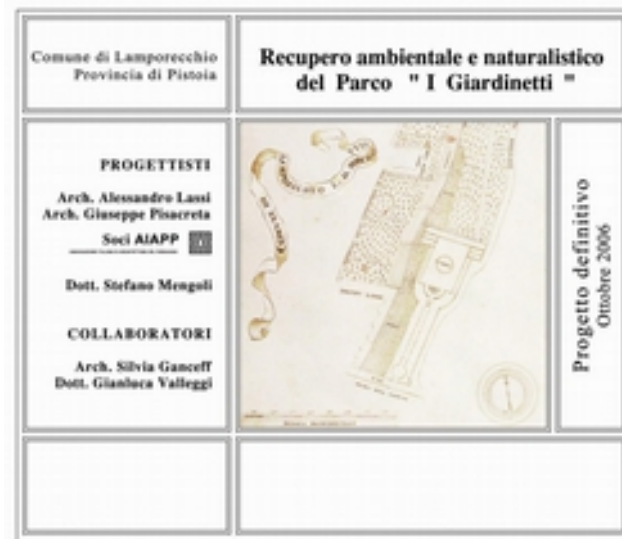 Comune di Lamporecchio
Provincia di Pistoia
Recupero ambientale e naturalistico
del Parco " I Giardinetti "
PROGETTISTI
Arch. Alessandro Lassi
Arch. Giuseppe Pisacreta
Soci AIAPP
Dott. Stefano Mengoli
COLLABORATORI
Arch. Silvia Ganceff
Dott. Gianluca Valleggi
Progetto definitivo
Ottobre 2006